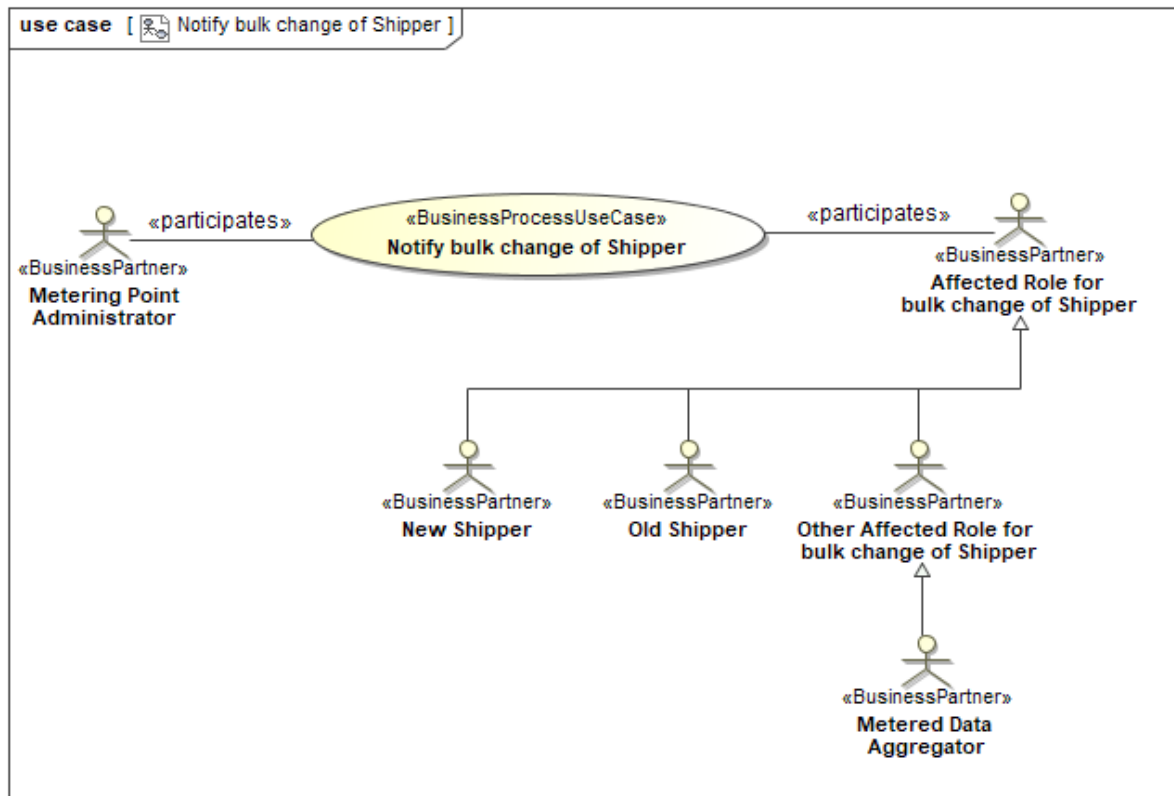 use case [ Notify bulk change of Shipper ]
«participates»
«BusinessProcessUseCase»
Notify bulk change of Shipper
«participates»
«BusinessPartner»
Metering Point
Administrator
«BusinessPartner»
Affected Role for
bulk change of Shipper
«BusinessPartner»
New Shipper
«BusinessPartner»
Old Shipper
«BusinessPartner»
Other Affected Role for
bulk change of Shipper
«BusinessPartner»
Metered Data
Aggregator